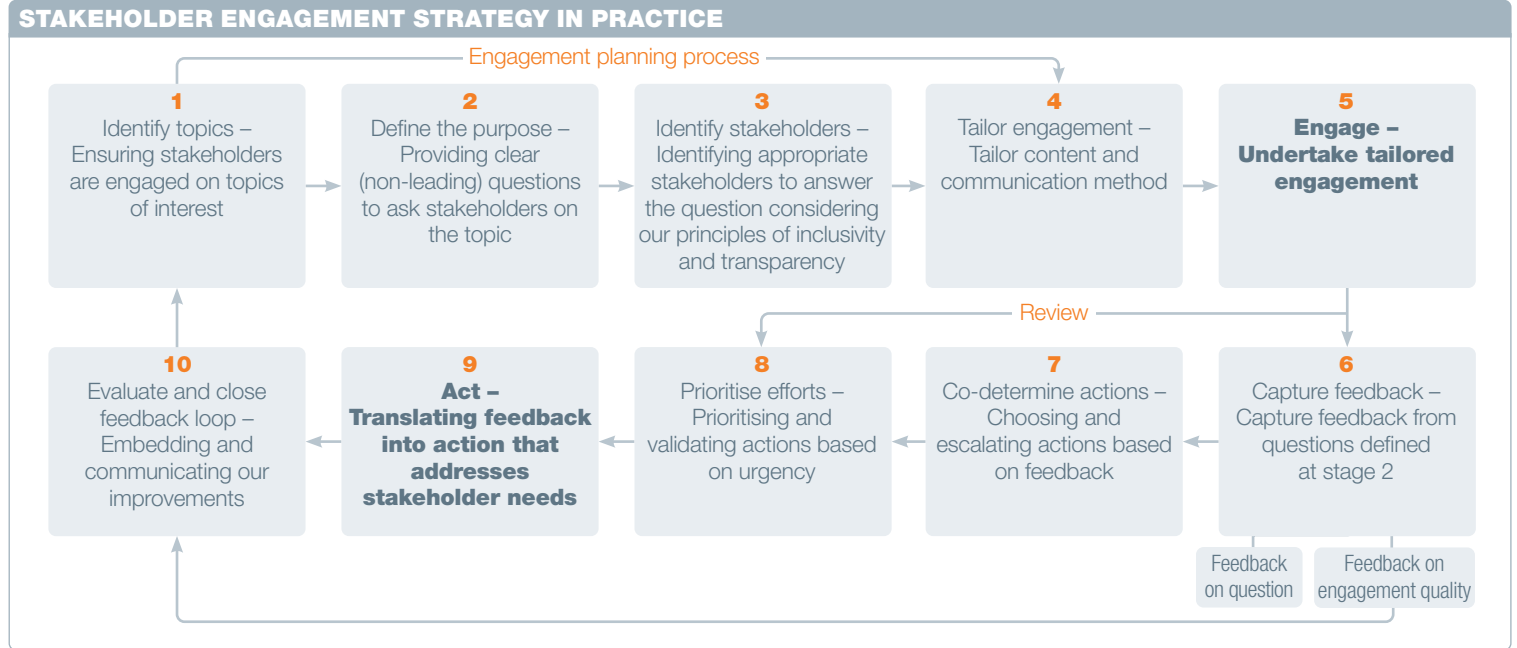 STAKEHOLDER ENGAGEMENT STRATEGY IN PRACTICE
Engagement planning process
1
Identify topics –
Ensuring stakeholders
are engaged on topics
of interest
2
Define the purpose –
Providing clear
(non-leading) questions
to ask stakeholders on
the topic
3
Identify stakeholders –
Identifying appropriate
stakeholders to answer
the question considering
our principles of inclusivity
and transparency
4
Tailor engagement –
Tailor content and
communication method
5
Engage –
Undertake tailored
engagement
Review
6
Capture feedback –
Capture feedback from
questions defined
at stage 2
7
Co-determine actions –
Choosing and
escalating actions based
on feedback
8
Prioritise efforts –
Prioritising and
validating actions based
on urgency
9
Act –
Translating feedback
into action that
addresses
stakeholder needs
10
Evaluate and close
feedback loop –
Embedding and
communicating our
improvements
Feedback
on question
Feedback on
engagement quality